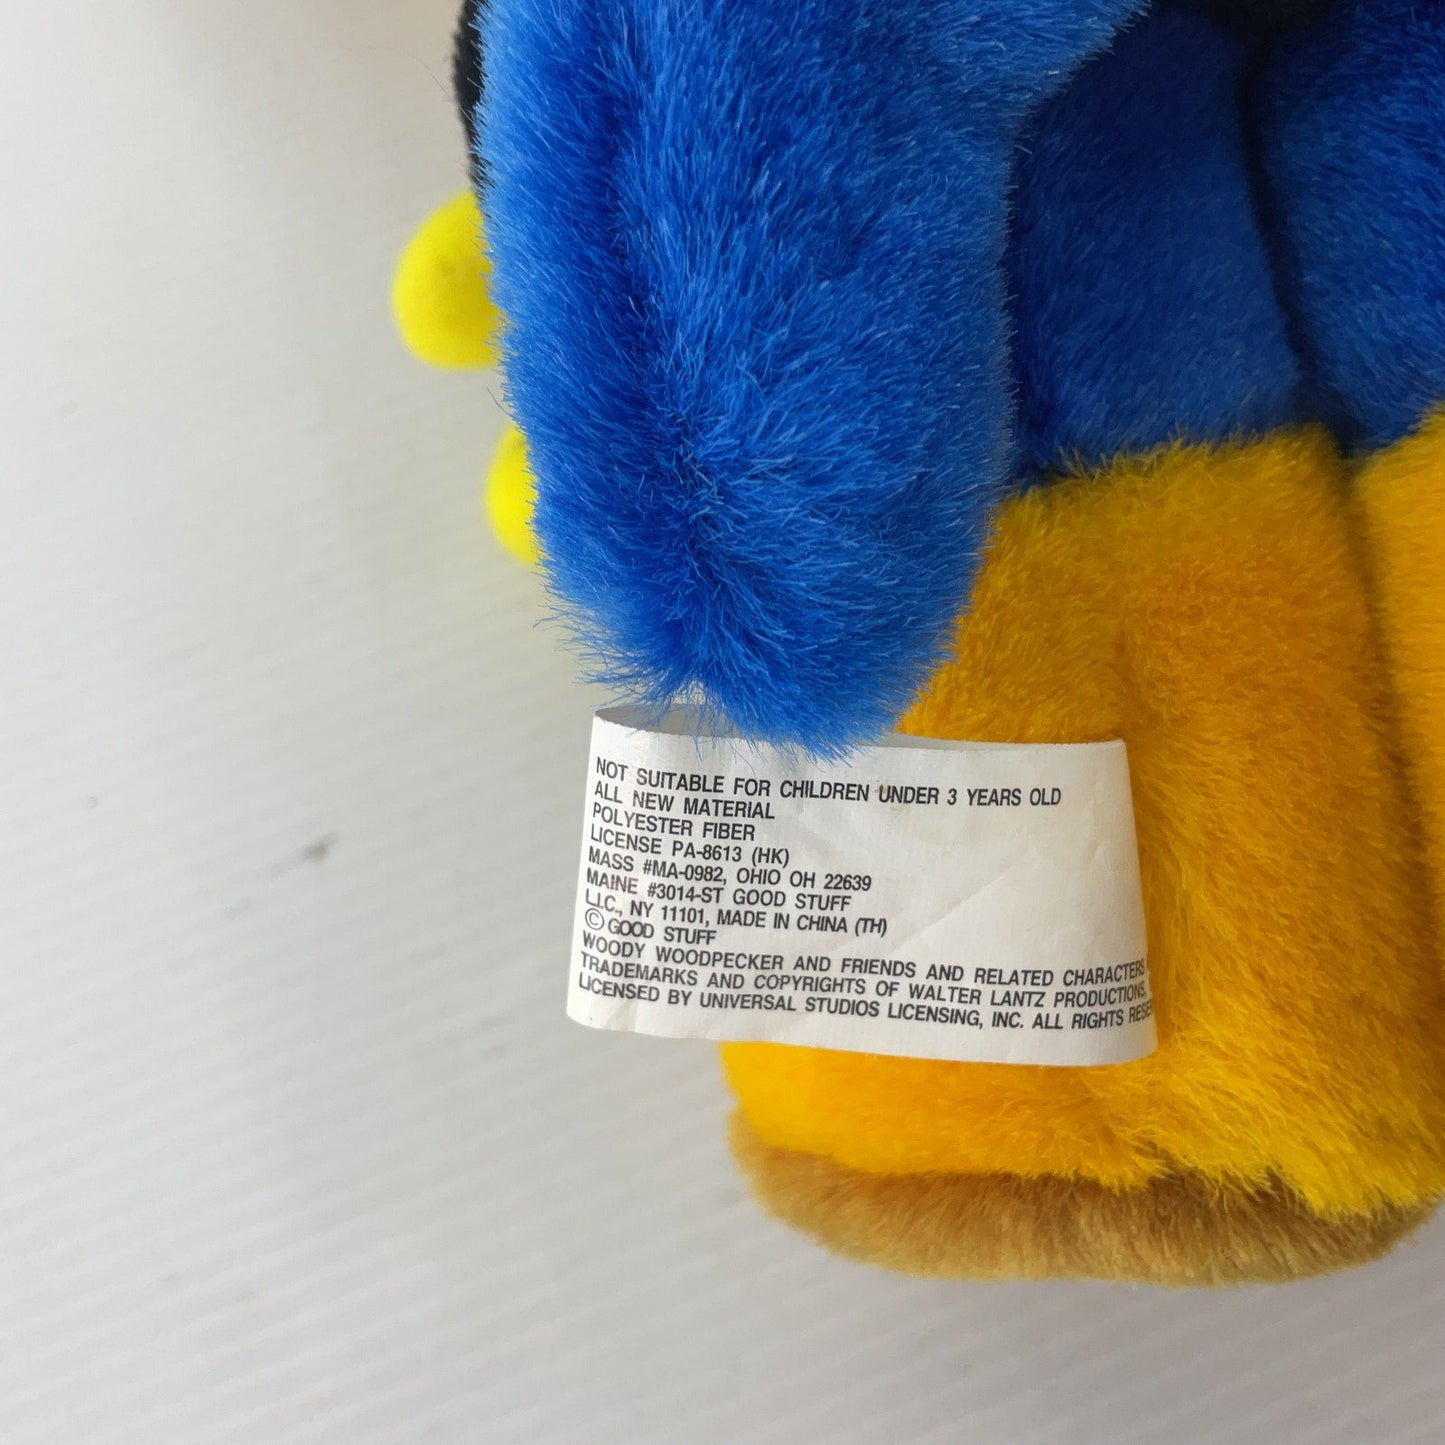 NOT SUITABLE FOR CHILDREN UNDER 3 YEARS OLD
ALL NEW MATERIAL
POLYESTER FIBER
LICENSE PA-8613 (HK)
MASS #MA-0982, OHIO OH 22639
MAINE #3014-ST GOOD STUFF
L.I.C., NY 11101, MADE IN CHINA (TH)
© GOOD STUFF
WOODY WOODPECKER AND FRIENDS AND RELATED CHARACTERS
TRADEMARKS AND COPYRIGHTS OF WALTER LANTZ PRODUCTIONS,
LICENSED BY UNIVERSAL STUDIOS LICENSING, INC. ALL RIGHTS